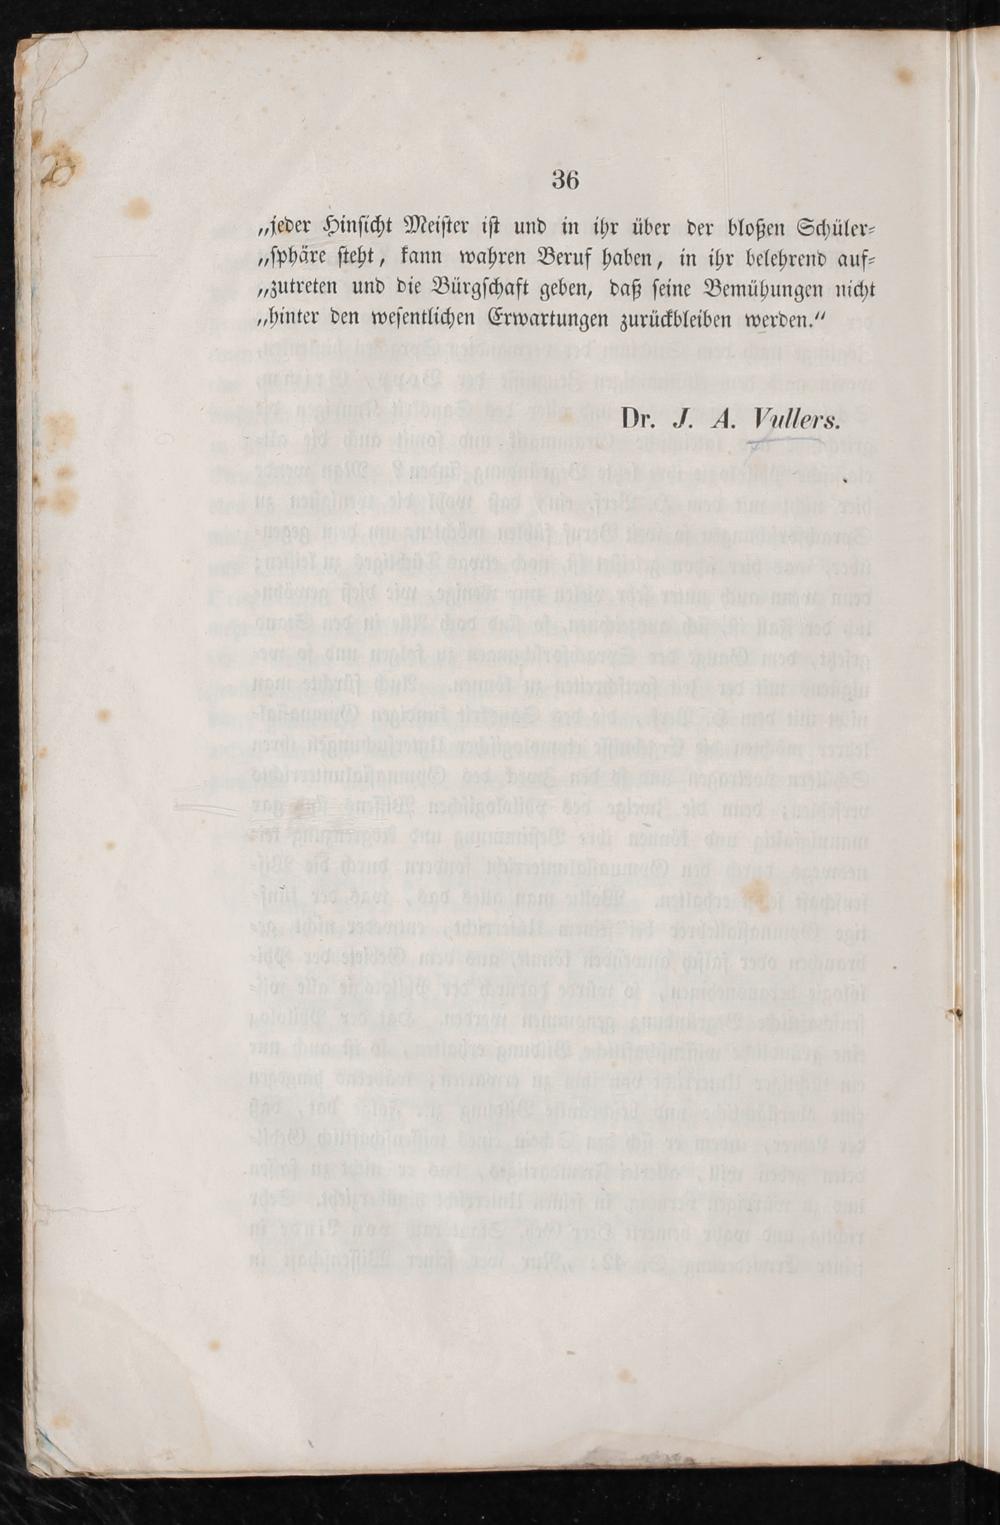 36
„jeder Hinsicht Meister ist und in ihr über der bloßen Schüler-
„sphäre steht, kann wahren Beruf haben, in ihr belehrend auf-
„zutreten und die Bürgschaft geben, daß seine Bemühungen nicht
„hinter den wesentlichen Erwartungen zurückbleiben werden.“
Dr. J. A. Vullers.